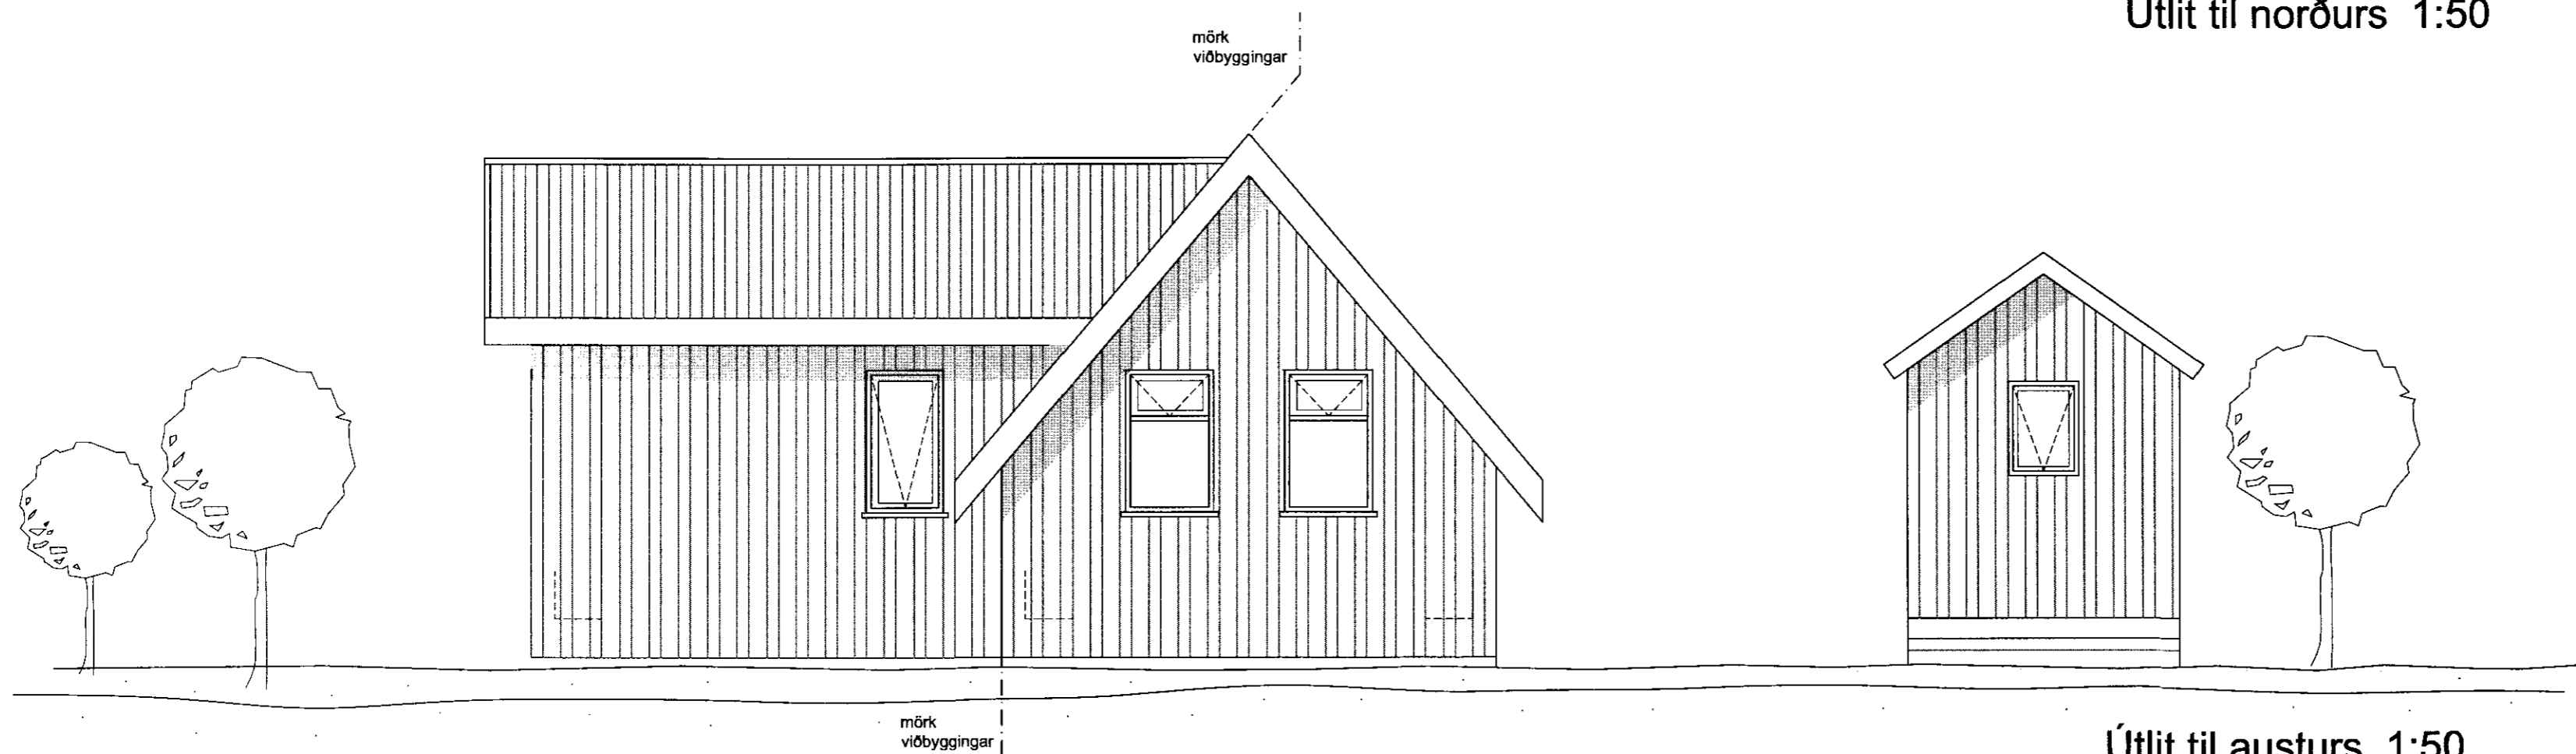 Útlit til norðurs 1:50
mörk
viðbyggingar
mörk
viðbyggingar
Útlit til austurs 1:50